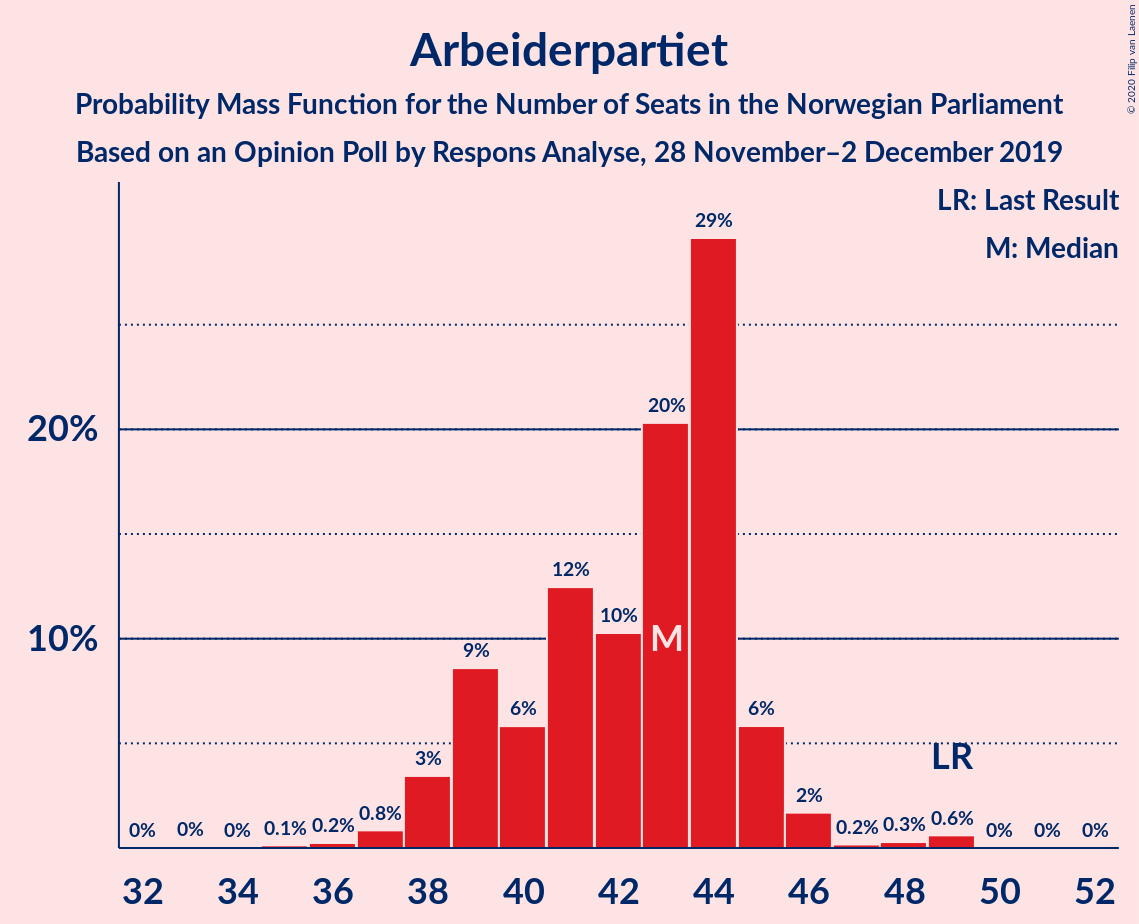 Arbeiderpartiet
Probability Mass Function for the Number of Seats in the Norwegian Parliament
Based on an Opinion Poll by Respons Analyse, 28 November–2 December 2019
© 2020 Filip van Laenen
LR: Last Result
M: Median
20%
10%
0%
0%
0%
0.1%
0.2%
0.8%
3%
9%
6%
12%
10%
20%
29%
6%
2%
0.2%
0.3%
0.6%
0%
0%
0%
M
LR
32 34 36 38 40 42 44 46 48 50 52